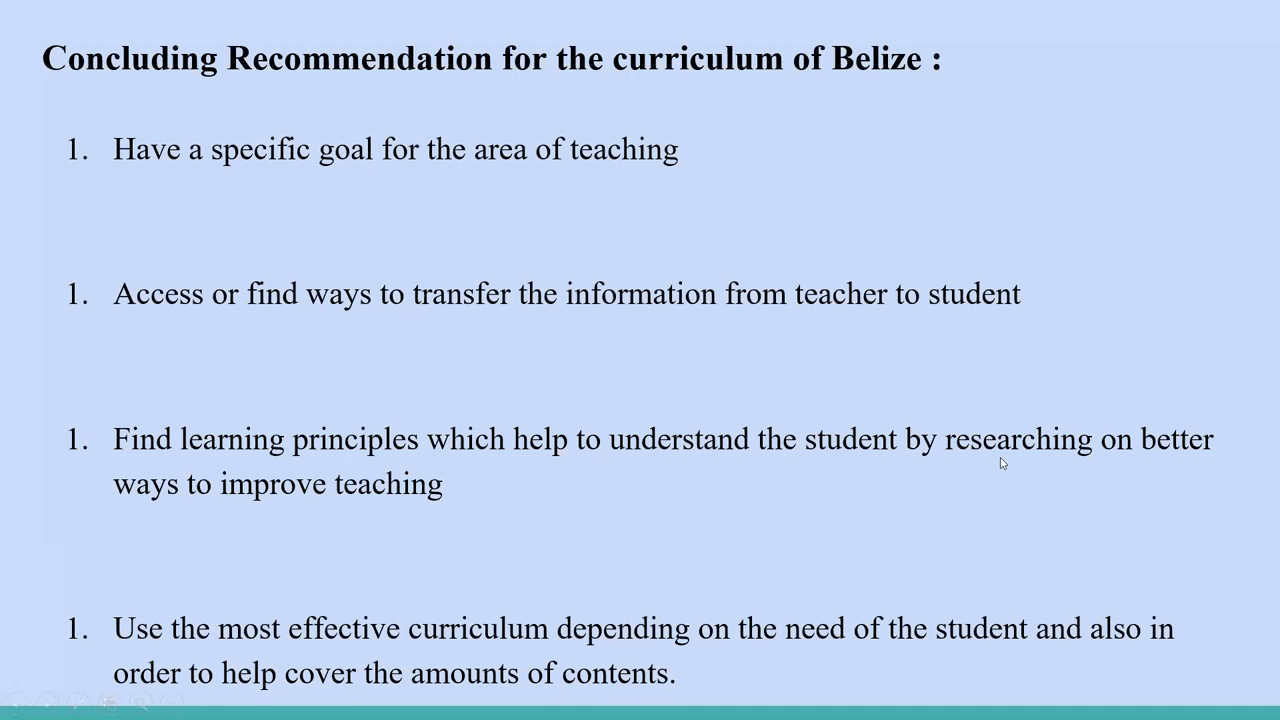 Concluding Recommendation for the curriculum of Belize :
1. Have a specific goal for the area of teaching
1. Access or find ways to transfer the information from teacher to student
1. Find learning principles which help to understand the student by researching on better
ways to improve teaching
1. Use the most effective curriculum depending on the need of the student and also in
order to help cover the amounts of contents.